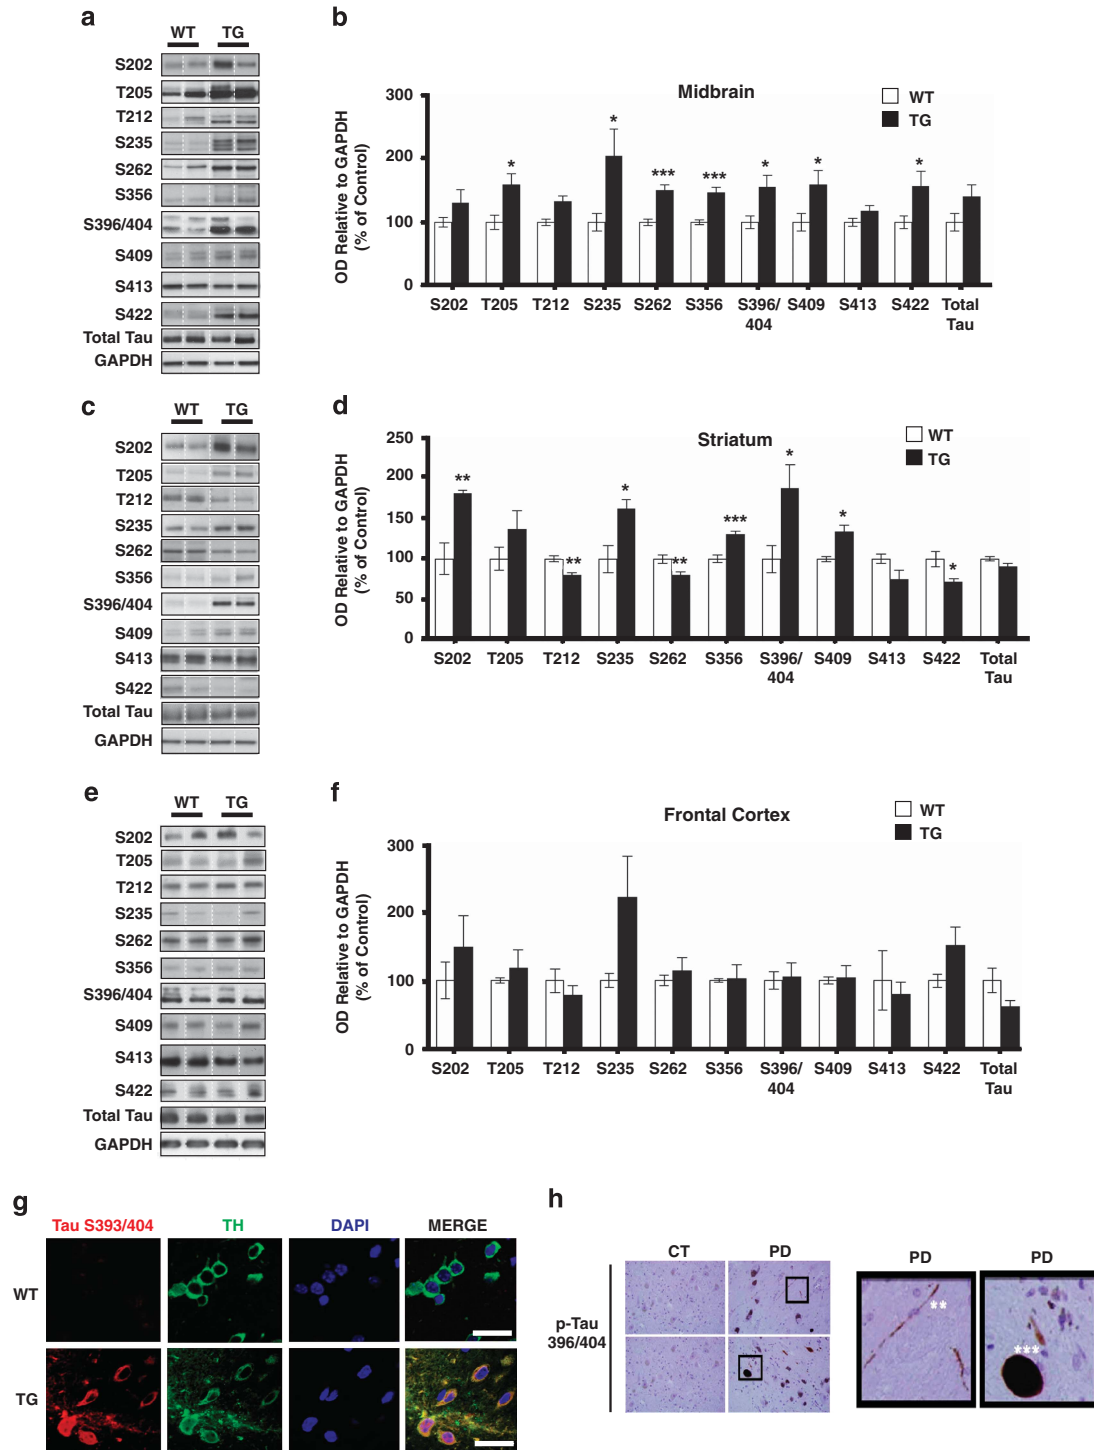 a
WT TG
S202
T205
T212
S235
S262
S356
S396/404
S409
S413
S422
Total Tau
GAPDH
b
Midbrain
WT
TG
OD Relative to GAPDH
(% of Control)
300
200
100
0
* * *** *** * * *
S202 T205 T212 S235 S262 S356 S396/ S409 S413 S422 Total
404 Tau
c
WT TG
S202
T205
T212
S235
S262
S356
S396/404
S409
S413
S422
Total Tau
GAPDH
d
Striatum
WT
TG
OD Relative to GAPDH
(% of Control)
250
200
150
100
50
0
** ** * ** *** * * *
S202 T205 T212 S235 S262 S356 S396/ S409 S413 S422 Total
404 Tau
e
WT TG
S202
T205
T212
S235
S262
S356
S396/404
S409
S413
S422
Total Tau
GAPDH
f
Frontal Cortex
WT
TG
OD Relative to GAPDH
(% of Control)
300
200
100
0
S202 T205 T212 S235 S262 S356 S396/ S409 S413 S422 Total
404 Tau
g
Tau S393/404 TH DAPI MERGE
WT
TG
h
CT PD PD PD
p-Tau
396/404
**
***